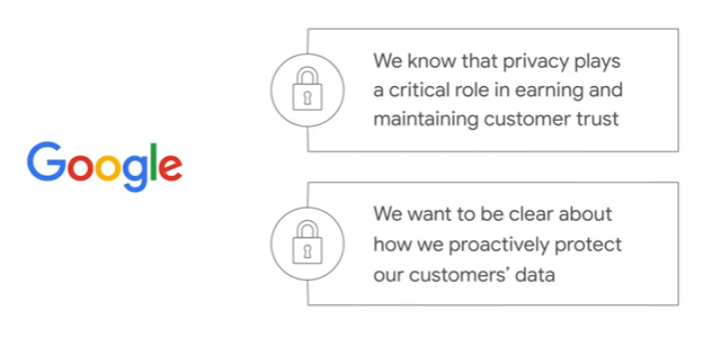 Google
We know that privacy plays
a critical role in earning and
maintaining customer trust
We want to be clear about
how we proactively protect
our customers’ data